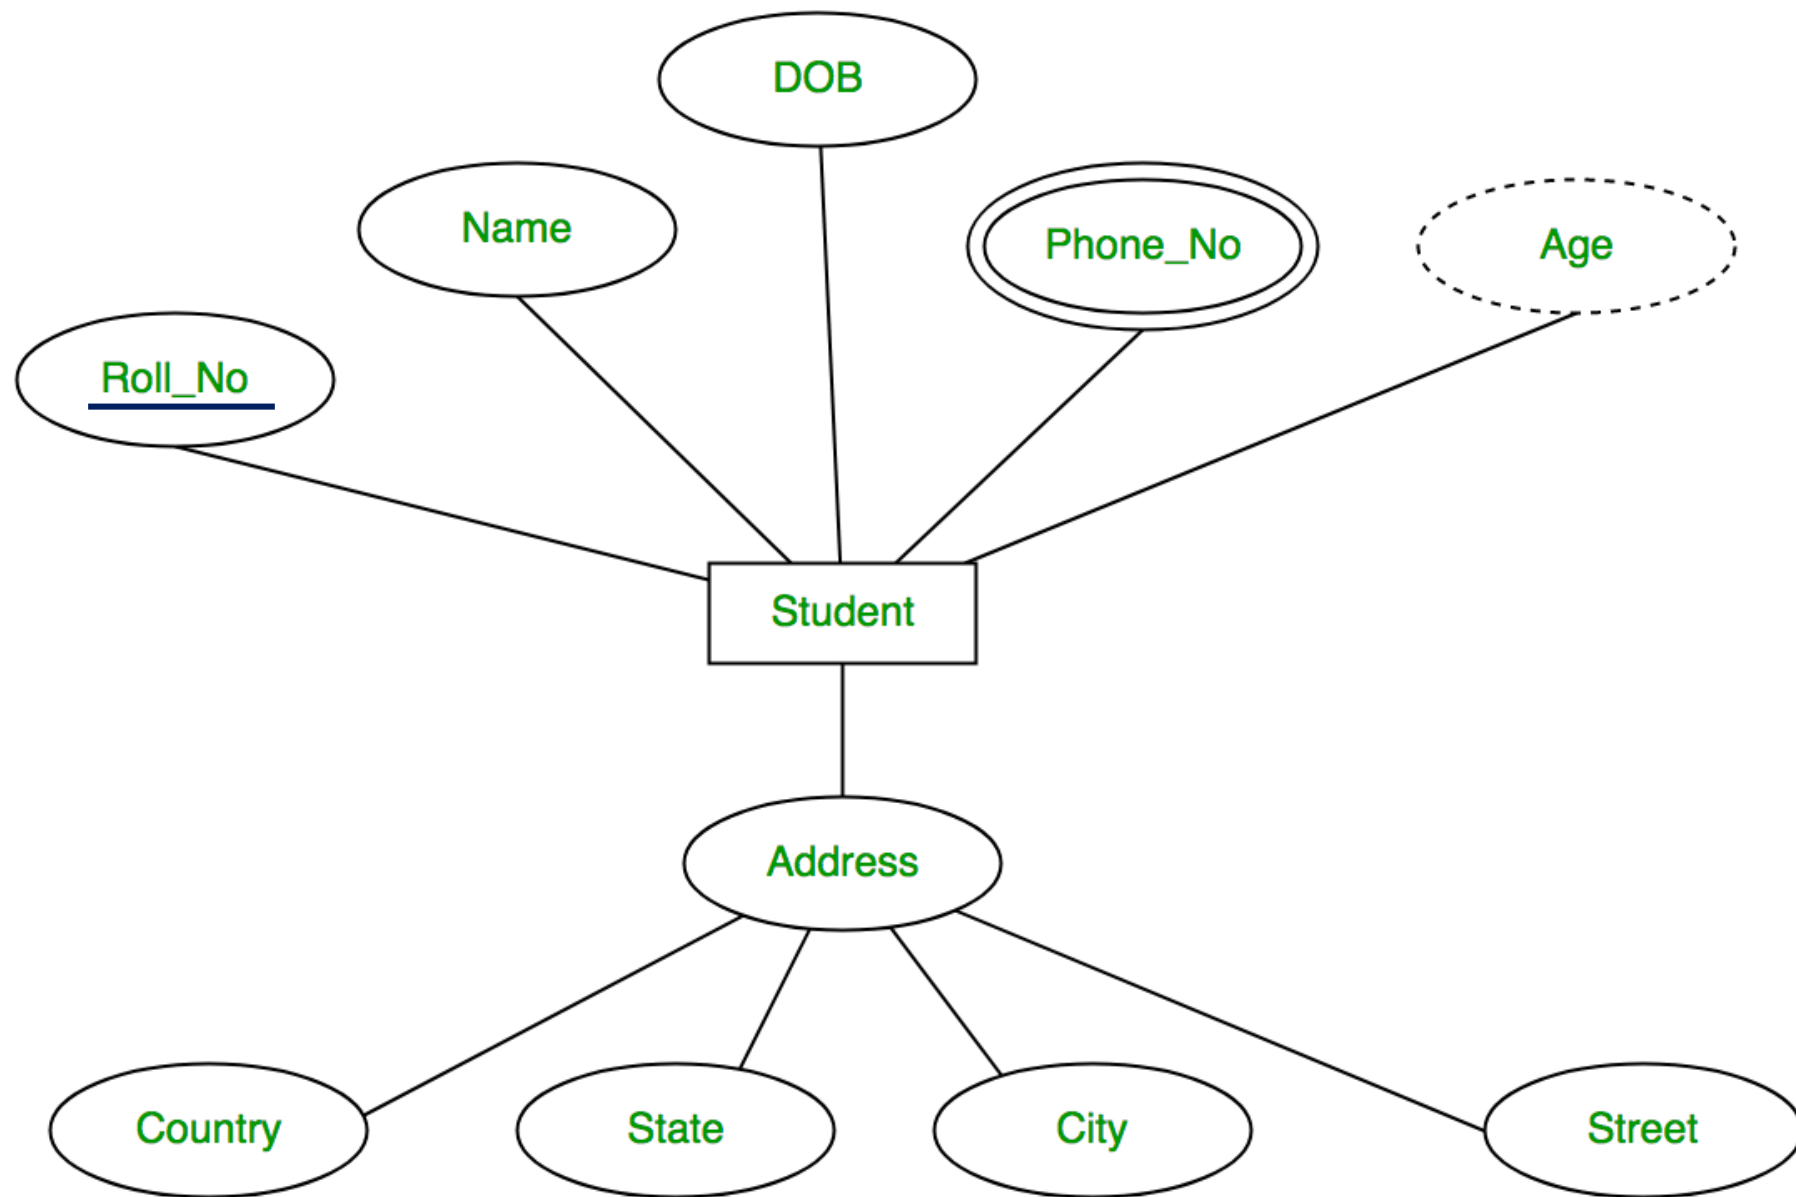 DOB
Name
Phone_No
Age
Roll_No
Student
Address
Country
State
City
Street